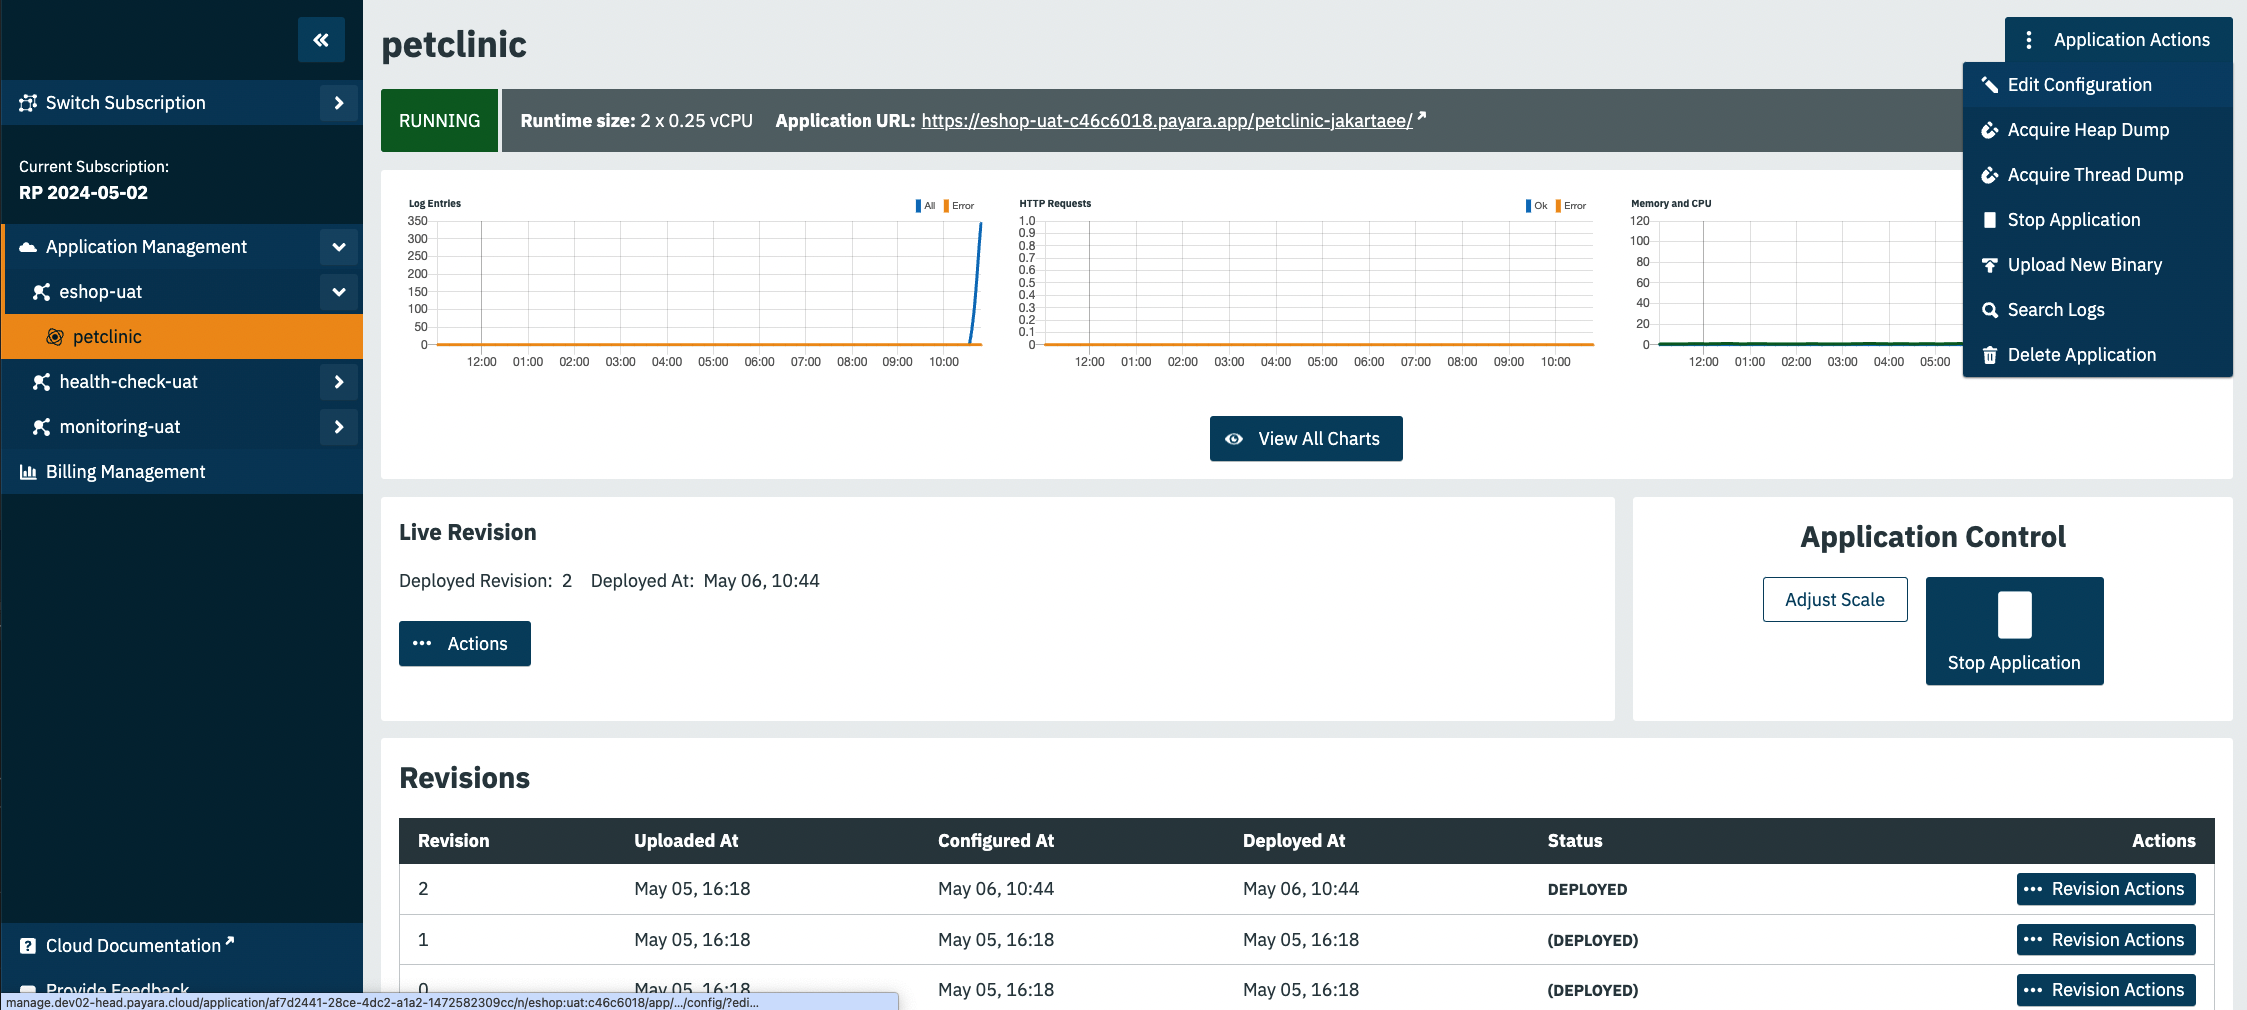 Switch Subscription
Current Subscription:
RP 2024-05-02
Application Management
eshop-uat
petclinic
health-check-uat
monitoring-uat
Billing Management
Cloud Documentation
Provide Feedback
manage.dev02-head.payara.cloud/application/af7d2441-28ce-4dc2-a1a2-1472582309cc/n/eshop:uat:c46c6018/app/.../config/?edi...
petclinic
Application Actions
Edit Configuration
Acquire Heap Dump
Acquire Thread Dump
Stop Application
Upload New Binary
Search Logs
Delete Application
RUNNING Runtime size: 2 x 0.25 vCPU Application URL: https://eshop-uat-c46c6018.payara.app/petclinic-jakartaee/
Log Entries All Error
350
300
250
200
150
100
50
0
12:00 01:00 02:00 03:00 04:00 05:00 06:00 07:00 08:00 09:00 10:00
HTTP Requests Ok Error
1.0
0.9
0.8
0.7
0.6
0.5
0.4
0.3
0.2
0.1
0
12:00 01:00 02:00 03:00 04:00 05:00 06:00 07:00 08:00 09:00 10:00
Memory and CPU
120
100
80
60
40
20
0
12:00 01:00 02:00 03:00 04:00 05:00
View All Charts
Live Revision
Deployed Revision: 2 Deployed At: May 06, 10:44
Actions
Application Control
Adjust Scale
Stop Application
Revisions
Revision Uploaded At Configured At Deployed At Status Actions
2 May 05, 16:18 May 06, 10:44 May 06, 10:44 DEPLOYED Revision Actions
1 May 05, 16:18 May 05, 16:18 May 05, 16:18 (DEPLOYED) Revision Actions
0 May 05, 16:18 May 05, 16:18 May 05, 16:18 (DEPLOYED) Revision Actions